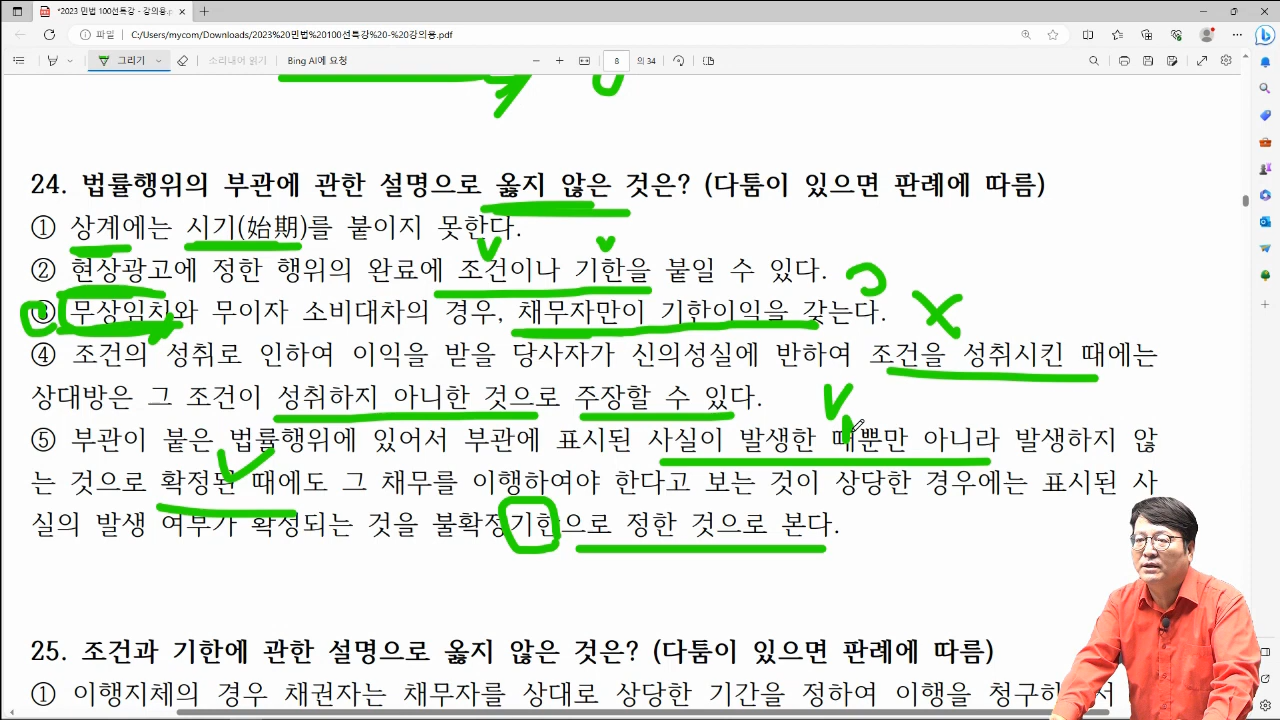 *2023 민법 100선특강 - 강의용.p
파일 C:/Users/mycom/Downloads/2023%20민법%20100선특강%20-%20강의용.pdf
그리기 소리내어 읽기 Bing AI에 요청 8 의 34
24. 법률행위의 부관에 관한 설명으로 옳지 않은 것은? (다툼이 있으면 판례에 따름)
① 상계에는 시기(始期)를 붙이지 못한다.
② 현상광고에 정한 행위의 완료에 조건이나 기한을 붙일 수 있다.
③ 무상임치와 무이자 소비대차의 경우, 채무자만이 기한이익을 갖는다.
④ 조건의 성취로 인하여 이익을 받을 당사자가 신의성실에 반하여 조건을 성취시킨 때에는
상대방은 그 조건이 성취하지 아니한 것으로 주장할 수 있다.
⑤ 부관이 붙은 법률행위에 있어서 부관에 표시된 사실이 발생한 때뿐만 아니라 발생하지 않
는 것으로 확정된 때에도 그 채무를 이행하여야 한다고 보는 것이 상당한 경우에는 표시된 사
실의 발생 여부가 확정되는 것을 불확정기한으로 정한 것으로 본다.
25. 조건과 기한에 관한 설명으로 옳지 않은 것은? (다툼이 있으면 판례에 따름)
① 이행지체의 경우 채권자는 채무자를 상대로 상당한 기간을 정하여 이행을 청구하